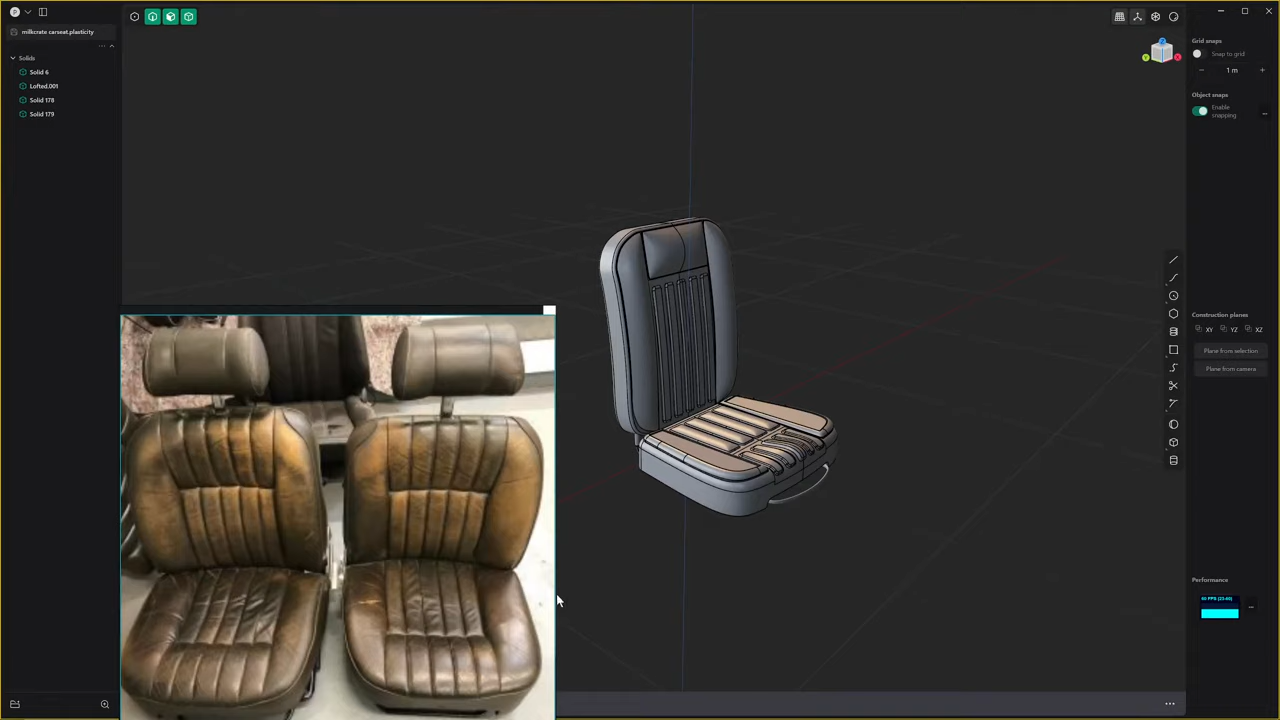 P
milkcrate carseat.plasticity
Solids
Solid 6
Lofted.001
Solid 178
Solid 179
Z
Y
X
Grid snaps
Snap to grid
1 m
Object snaps
Enable
snapping
Construction planes
XY YZ XZ
Plane from selection
Plane from camera
Performance